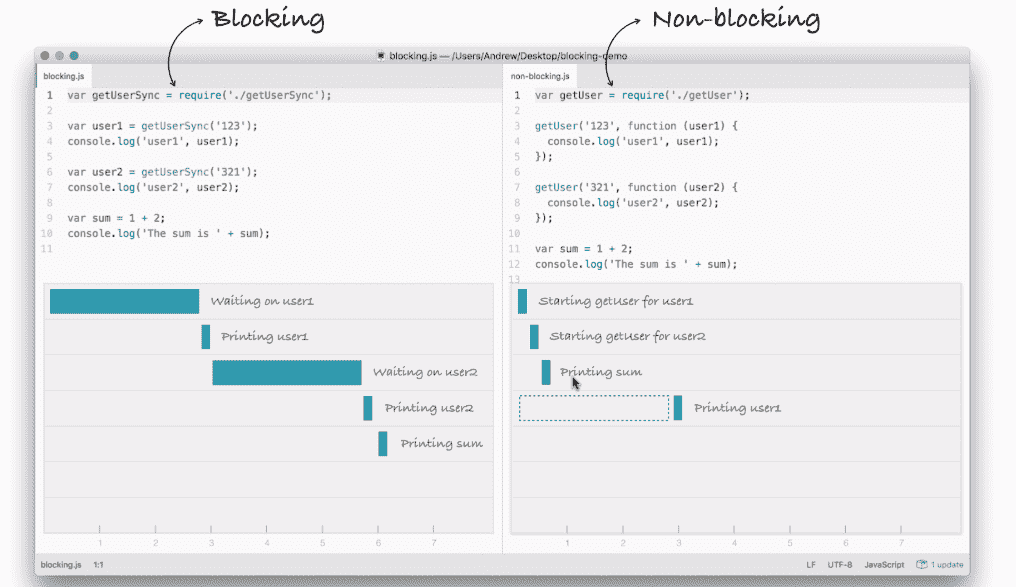 Blocking
Non-blocking
blocking.js — /Users/Andrew/Desktop/blocking-demo
blocking.js
1 var getUserSync = require('./getUserSync');
2
3 var user1 = getUserSync('123');
4 console.log('user1', user1);
5
6 var user2 = getUserSync('321');
7 console.log('user2', user2);
8
9 var sum = 1 + 2;
10 console.log('The sum is ' + sum);
11
Waiting on user1
Printing user1
Waiting on user2
Printing user2
Printing sum
1 2 3 4 5 6 7
non-blocking.js
1 var getUser = require('./getUser');
2
3 getUser('123', function (user1) {
4 console.log('user1', user1);
5 });
6
7 getUser('321', function (user2) {
8 console.log('user2', user2);
9 });
10
11 var sum = 1 + 2;
12 console.log('The sum is ' + sum);
13
Starting getUser for user1
Starting getUser for user2
Printing sum
Printing user1
1 2 3 4 5 6 7
blocking.js 1:1 LF UTF-8 JavaScript 1 update